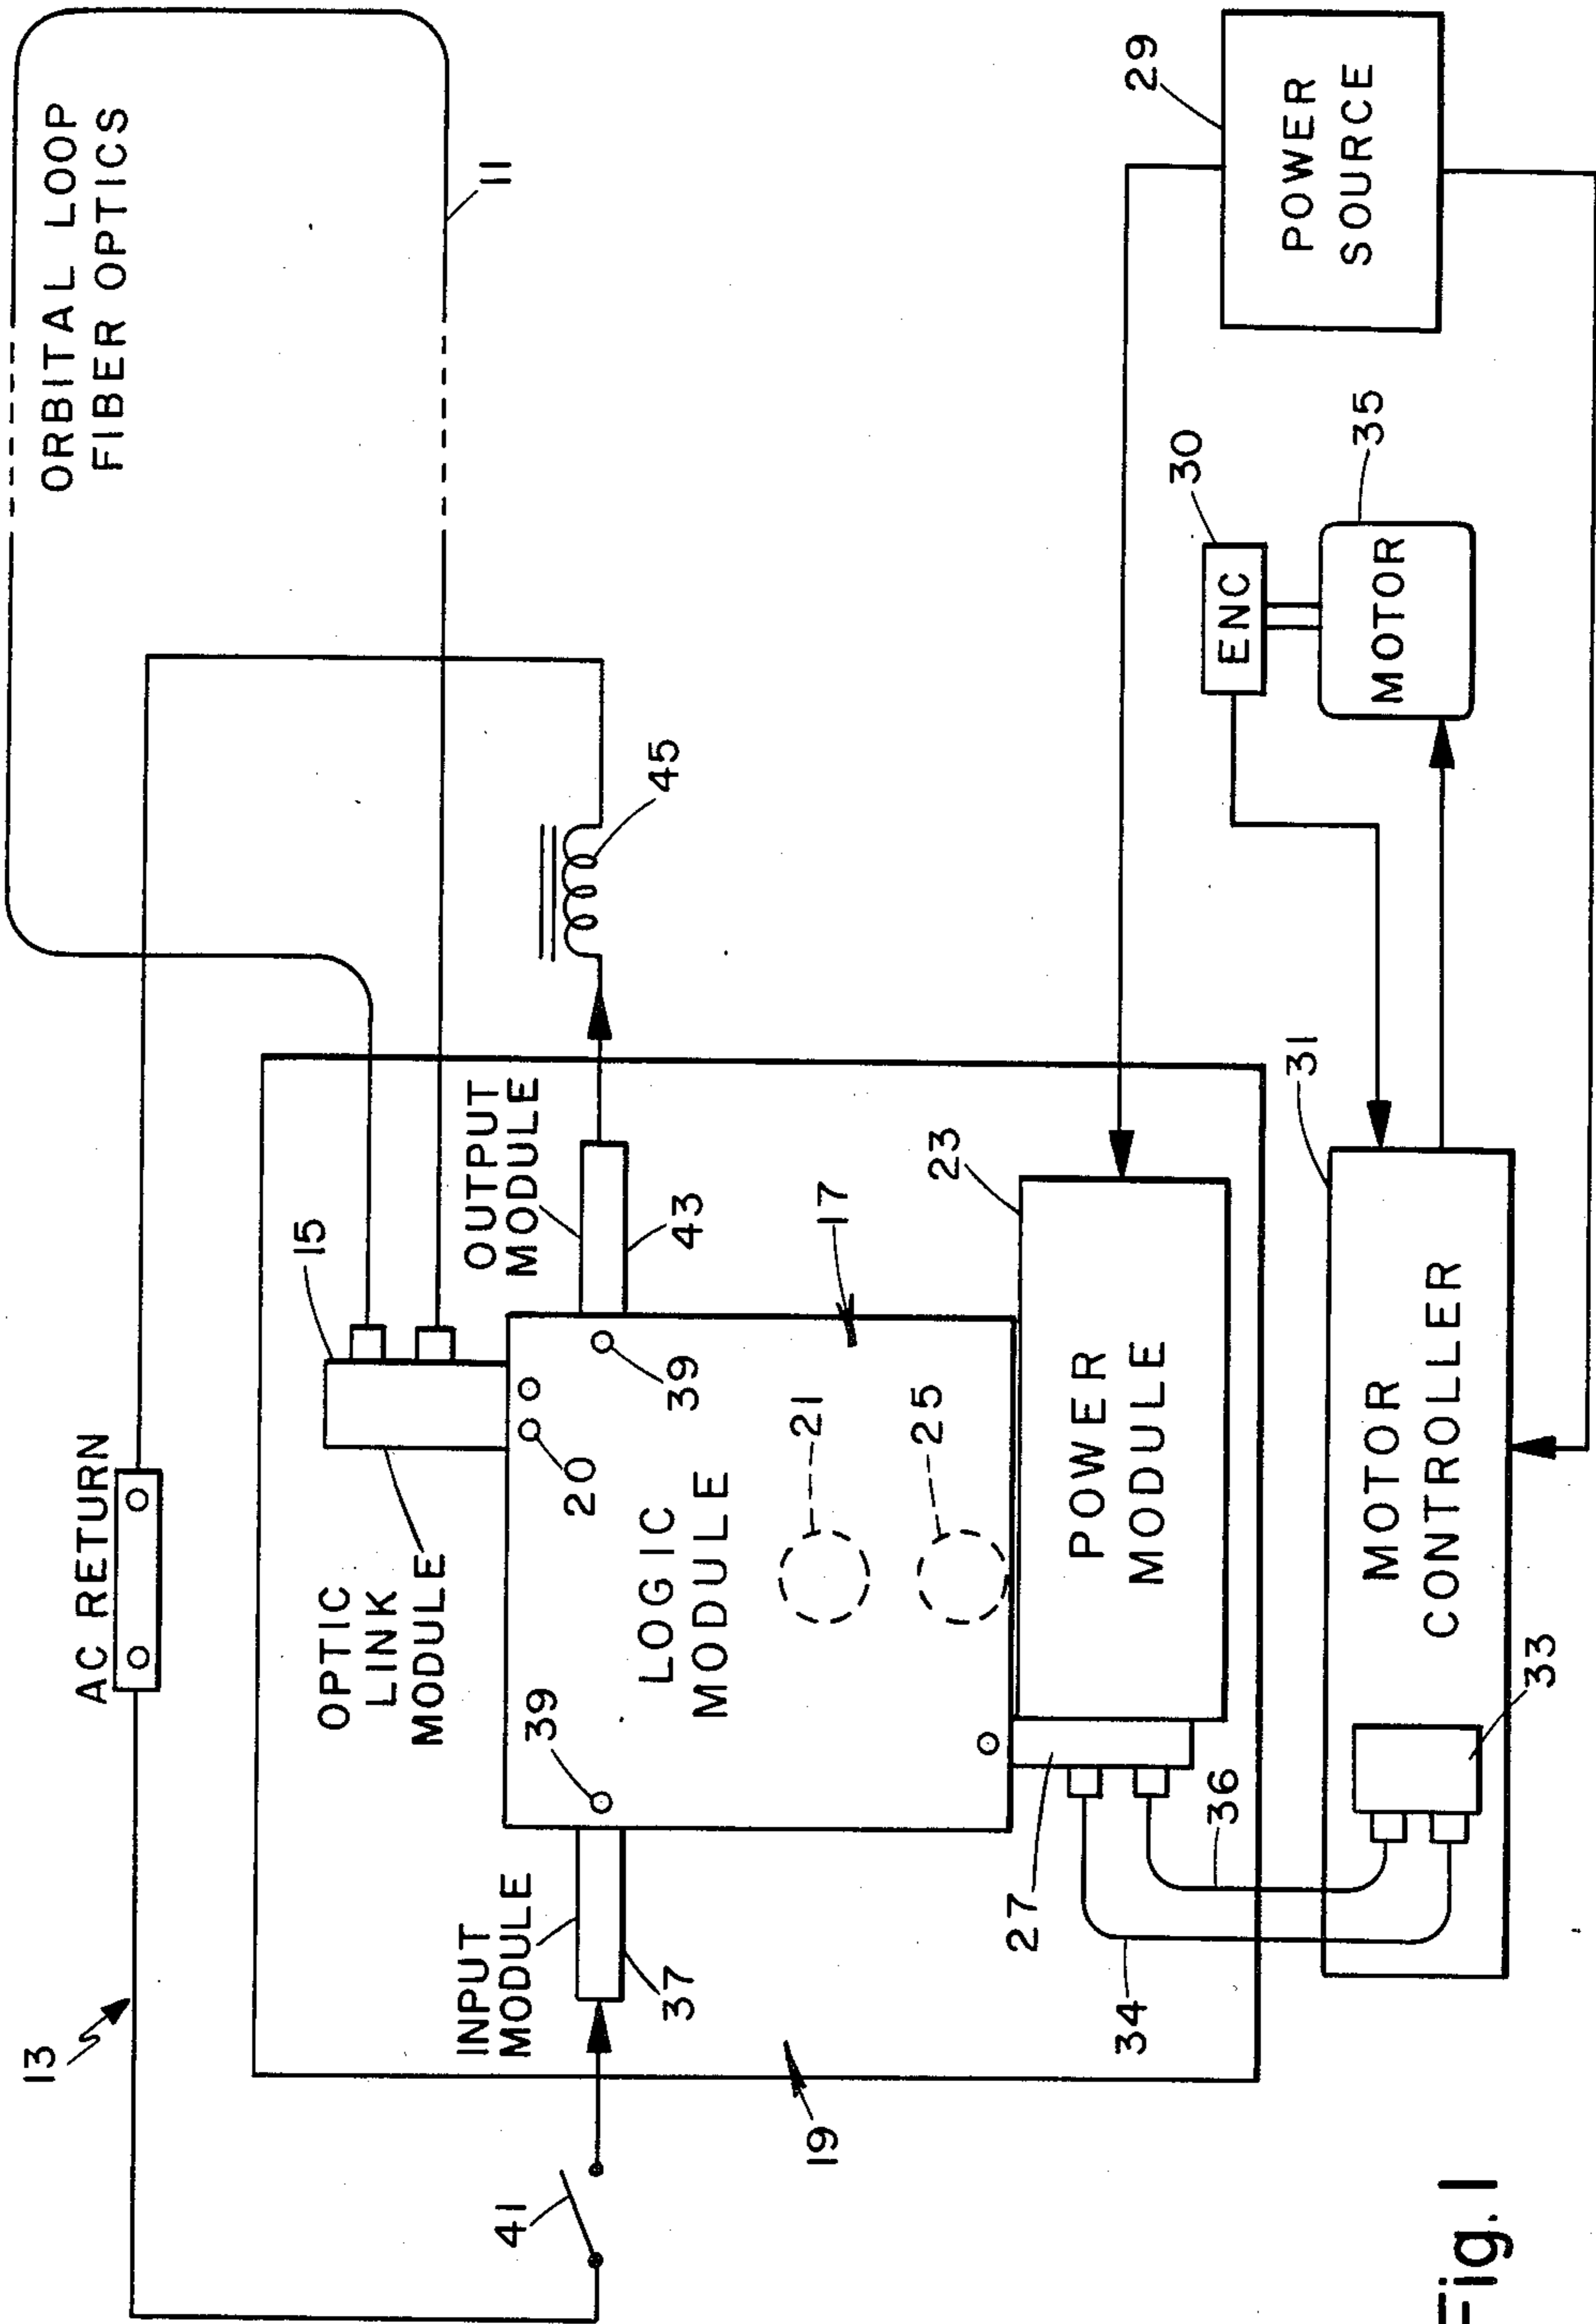 13
AC RETURN
ORBITAL LOOP
FIBER OPTICS
11
15
OPTIC
LINK
MODULE
OUTPUT
MODULE
43
45
INPUT
MODULE
37
41
39
39
20
LOGIC
MODULE
17
21
25
19
23
POWER
MODULE
27
34
36
29
POWER
SOURCE
30
ENC
35
MOTOR
31
MOTOR
CONTROLLER
33
Fig. 1